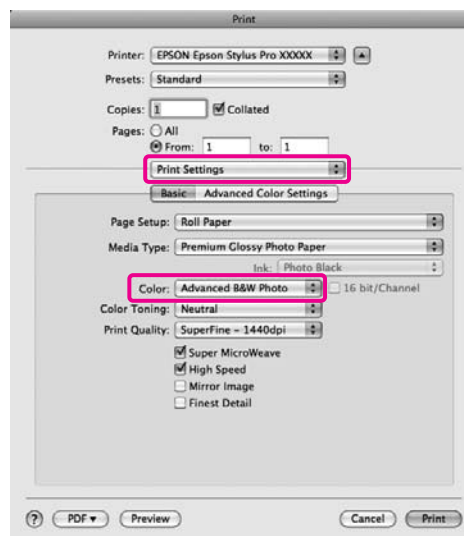 Print
Printer: EPSON Epson Stylus Pro XXXXX
Presets: Standard
Copies: 1 Collated
Pages: All
From: 1 to: 1
Print Settings
Basic Advanced Color Settings
Page Setup: Roll Paper
Media Type: Premium Glossy Photo Paper
Ink: Photo Black
Color: Advanced B&W Photo 16 bit/Channel
Color Toning: Neutral
Print Quality: SuperFine - 1440dpi
Super MicroWeave
High Speed
Mirror Image
Finest Detail
? PDF Preview Cancel Print